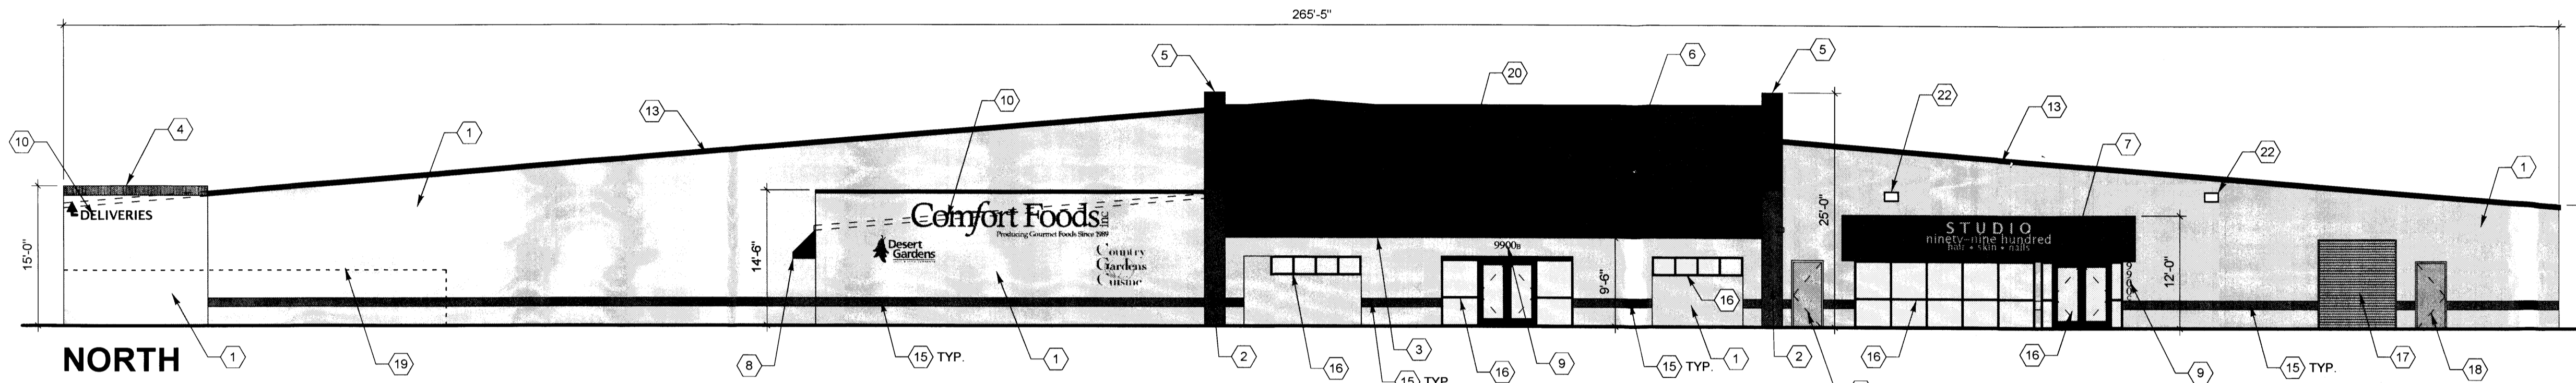 265'-5"
5
20
6
5
10
4
1
13
10
22
13
7
22
1
DELIVERIES
Comfort Foods inc
Producing Gourmet Foods Since 1989
Desert
Gardens
Country
Gardens
Cuisine
9900B
STUDIO
ninety-nine hundred
hair • skin • nails
15'-0"
14'-6"
9'-6"
25'-0"
12'-0"
16
16
NORTH
1
19
8
15 TYP.
1
2
16
3
15 TYP.
16
9
15 TYP.
1
2
16
16
9
15 TYP.
17
18